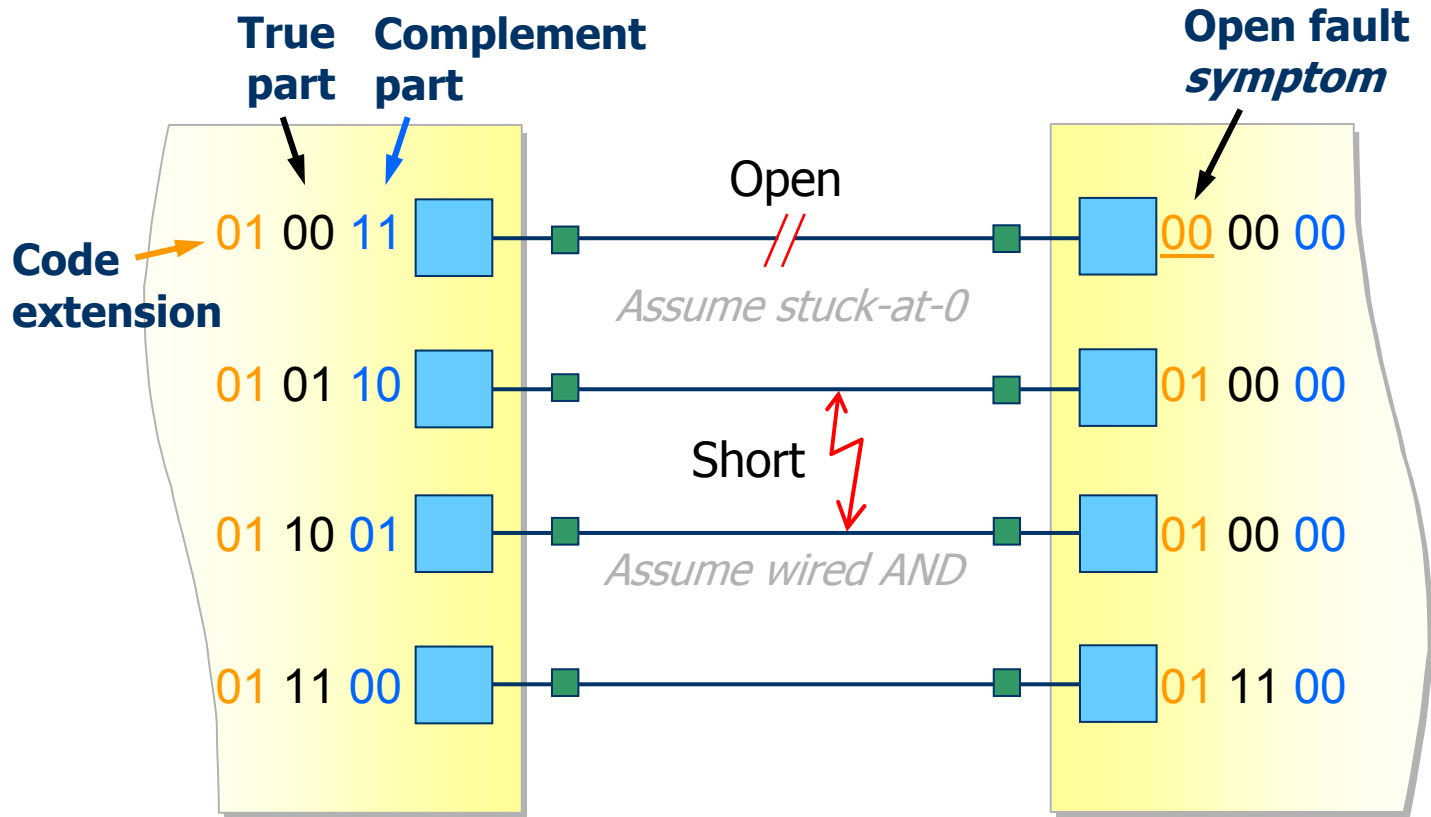 True part
Complement part
Open fault symptom
Code extension
01 00 11
Open
00 00 00
Assume stuck-at-0
01 01 10
01 00 00
Short
01 10 01
01 00 00
Assume wired AND
01 11 00
01 11 00